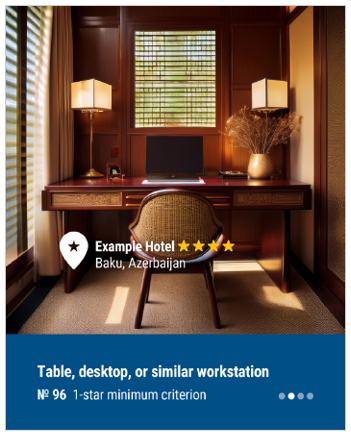 Example Hotel ★★★★
Baku, Azerbaijan
Table, desktop, or similar workstation
№ 96 1-star minimum criterion